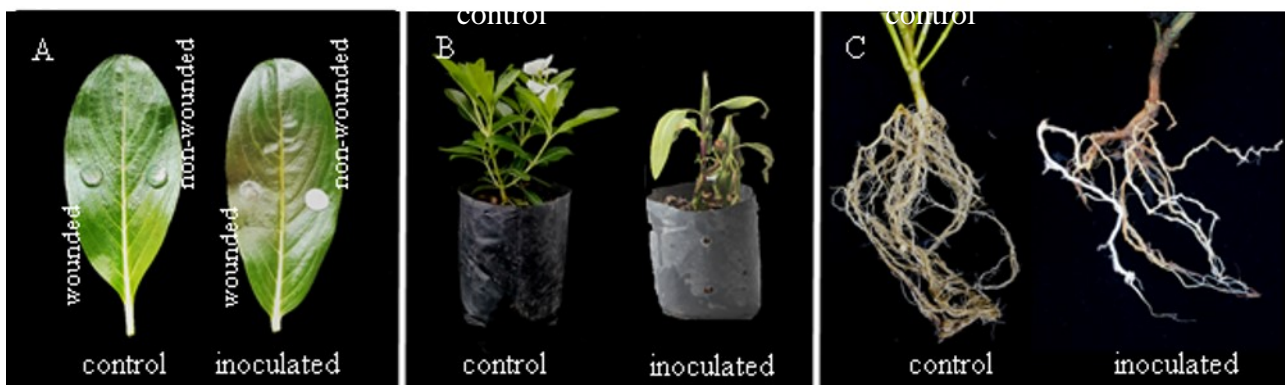 control
control
A
non-wounded
non-wounded
wounded
wounded
control
inoculated
B
control
inoculated
C
control
inoculated